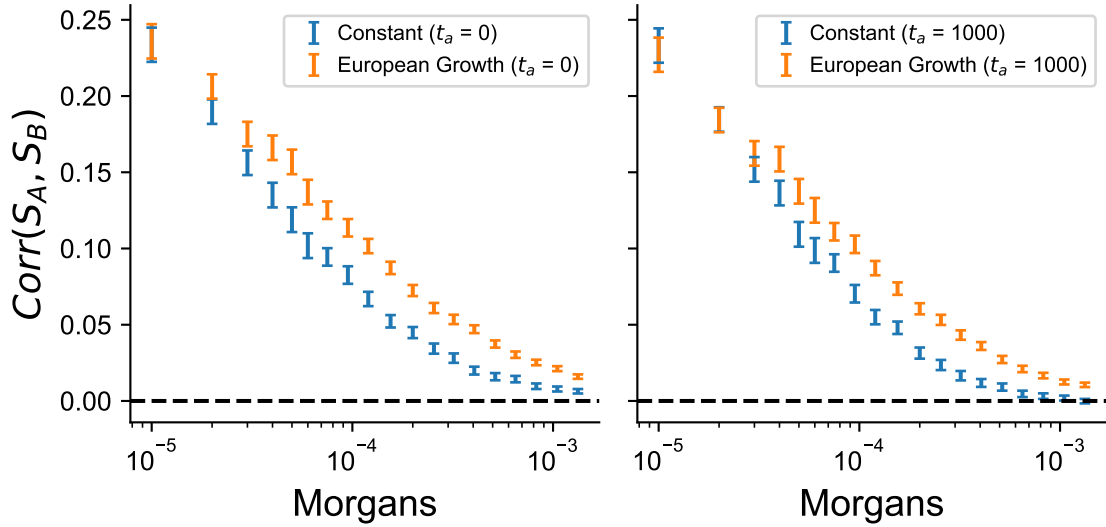 Corr(S_A, S_B)
0.25
0.20
0.15
0.10
0.05
0.00
Constant (t_a = 0)
European Growth (t_a = 0)
10^-5
10^-4
10^-3
Morgans
Constant (t_a = 1000)
European Growth (t_a = 1000)
10^-5
10^-4
10^-3
Morgans